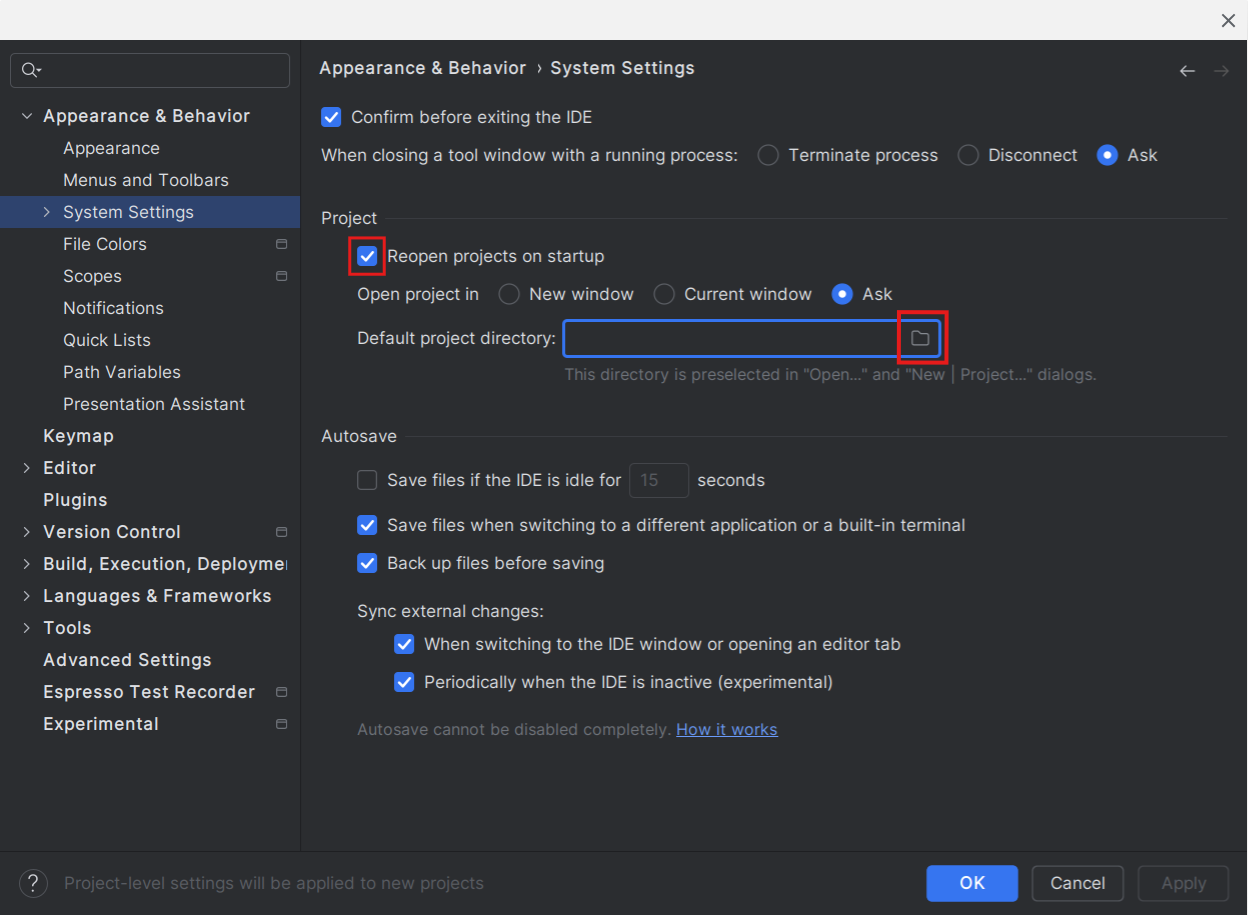 Appearance & Behavior › System Settings
Appearance & Behavior
Appearance
Menus and Toolbars
System Settings
File Colors
Scopes
Notifications
Quick Lists
Path Variables
Presentation Assistant
Keymap
Editor
Plugins
Version Control
Build, Execution, Deploymen
Languages & Frameworks
Tools
Advanced Settings
Espresso Test Recorder
Experimental
Confirm before exiting the IDE
When closing a tool window with a running process: Terminate process Disconnect Ask
Project
Reopen projects on startup
Open project in New window Current window Ask
Default project directory:
This directory is preselected in "Open..." and "New | Project..." dialogs.
Autosave
Save files if the IDE is idle for 15 seconds
Save files when switching to a different application or a built-in terminal
Back up files before saving
Sync external changes:
When switching to the IDE window or opening an editor tab
Periodically when the IDE is inactive (experimental)
Autosave cannot be disabled completely. How it works
? Project-level settings will be applied to new projects
OK Cancel Apply